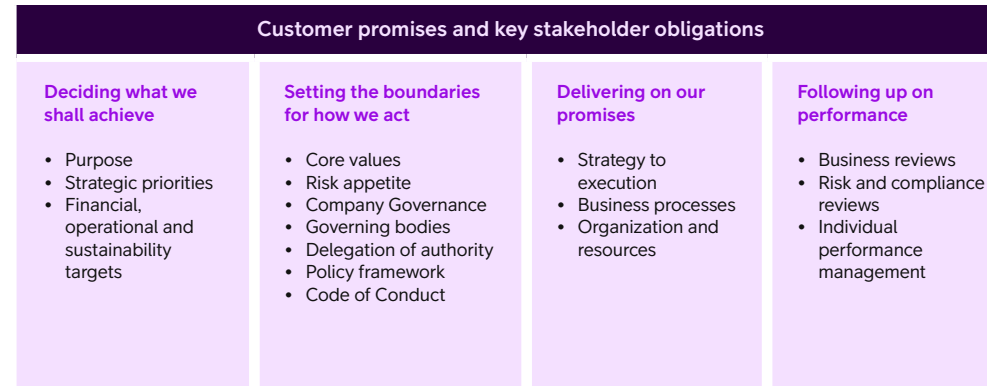 Customer promises and key stakeholder obligations
Deciding what we
shall achieve
• Purpose
• Strategic priorities
• Financial,
operational and
sustainability
targets
Setting the boundaries
for how we act
• Core values
• Risk appetite
• Company Governance
• Governing bodies
• Delegation of authority
• Policy framework
• Code of Conduct
Delivering on our
promises
• Strategy to
execution
• Business processes
• Organization and
resources
Following up on
performance
• Business reviews
• Risk and compliance
reviews
• Individual
performance
management